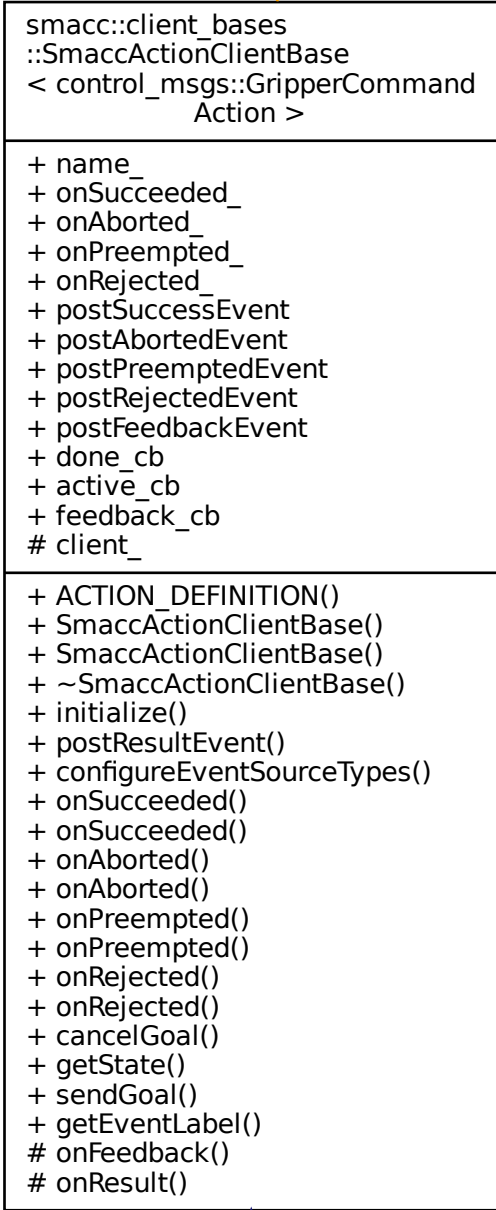 smacc::client_bases
::SmaccActionClientBase
< control_msgs::GripperCommand
Action >
+ name_
+ onSucceeded_
+ onAborted_
+ onPreempted_
+ onRejected_
+ postSuccessEvent
+ postAbortedEvent
+ postPreemptedEvent
+ postRejectedEvent
+ postFeedbackEvent
+ done_cb
+ active_cb
+ feedback_cb
# client_
+ ACTION_DEFINITION()
+ SmaccActionClientBase()
+ SmaccActionClientBase()
+ ~SmaccActionClientBase()
+ initialize()
+ postResultEvent()
+ configureEventSourceTypes()
+ onSucceeded()
+ onSucceeded()
+ onAborted()
+ onAborted()
+ onPreempted()
+ onPreempted()
+ onRejected()
+ onRejected()
+ cancelGoal()
+ getState()
+ sendGoal()
+ getEventLabel()
# onFeedback()
# onResult()